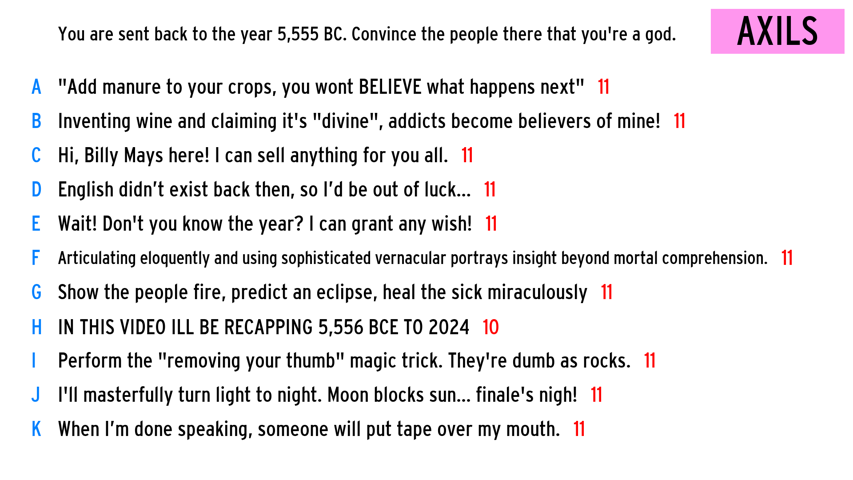 You are sent back to the year 5,555 BC. Convince the people there that you're a god.
AXILS
A "Add manure to your crops, you wont BELIEVE what happens next" 11
B Inventing wine and claiming it's "divine", addicts become believers of mine! 11
C Hi, Billy Mays here! I can sell anything for you all. 11
D English didn’t exist back then, so I’d be out of luck... 11
E Wait! Don't you know the year? I can grant any wish! 11
F Articulating eloquently and using sophisticated vernacular portrays insight beyond mortal comprehension. 11
G Show the people fire, predict an eclipse, heal the sick miraculously 11
H IN THIS VIDEO ILL BE RECAPPING 5,556 BCE TO 2024 10
I Perform the "removing your thumb" magic trick. They're dumb as rocks. 11
J I'll masterfully turn light to night. Moon blocks sun... finale's nigh! 11
K When I’m done speaking, someone will put tape over my mouth. 11